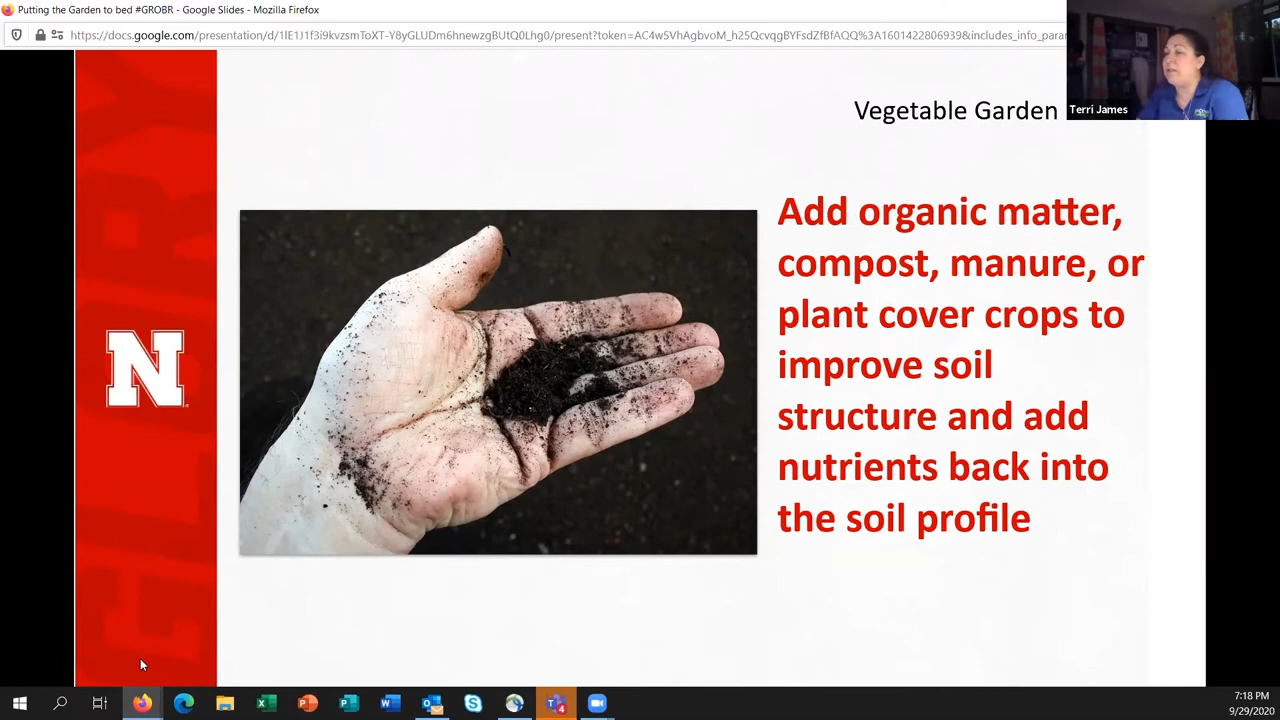 Putting the Garden to bed #GROBR - Google Slides - Mozilla Firefox
Terri James
Vegetable Garden
Add organic matter,
compost, manure, or
plant cover crops to
improve soil
structure and add
nutrients back into
the soil profile
N
4
7:18 PM
9/29/2020